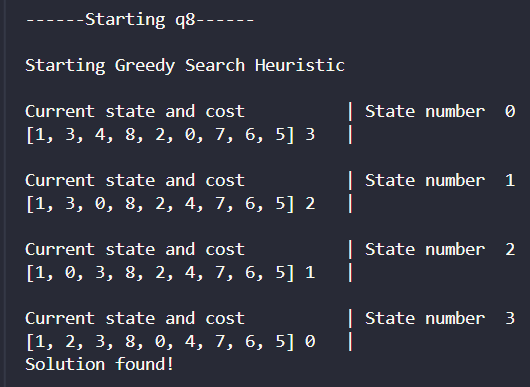 ------Starting q8------
Starting Greedy Search Heuristic
Current state and cost | State number 0
[1, 3, 4, 8, 2, 0, 7, 6, 5] 3 |
Current state and cost | State number 1
[1, 3, 0, 8, 2, 4, 7, 6, 5] 2 |
Current state and cost | State number 2
[1, 0, 3, 8, 2, 4, 7, 6, 5] 1 |
Current state and cost | State number 3
[1, 2, 3, 8, 0, 4, 7, 6, 5] 0 |
Solution found!